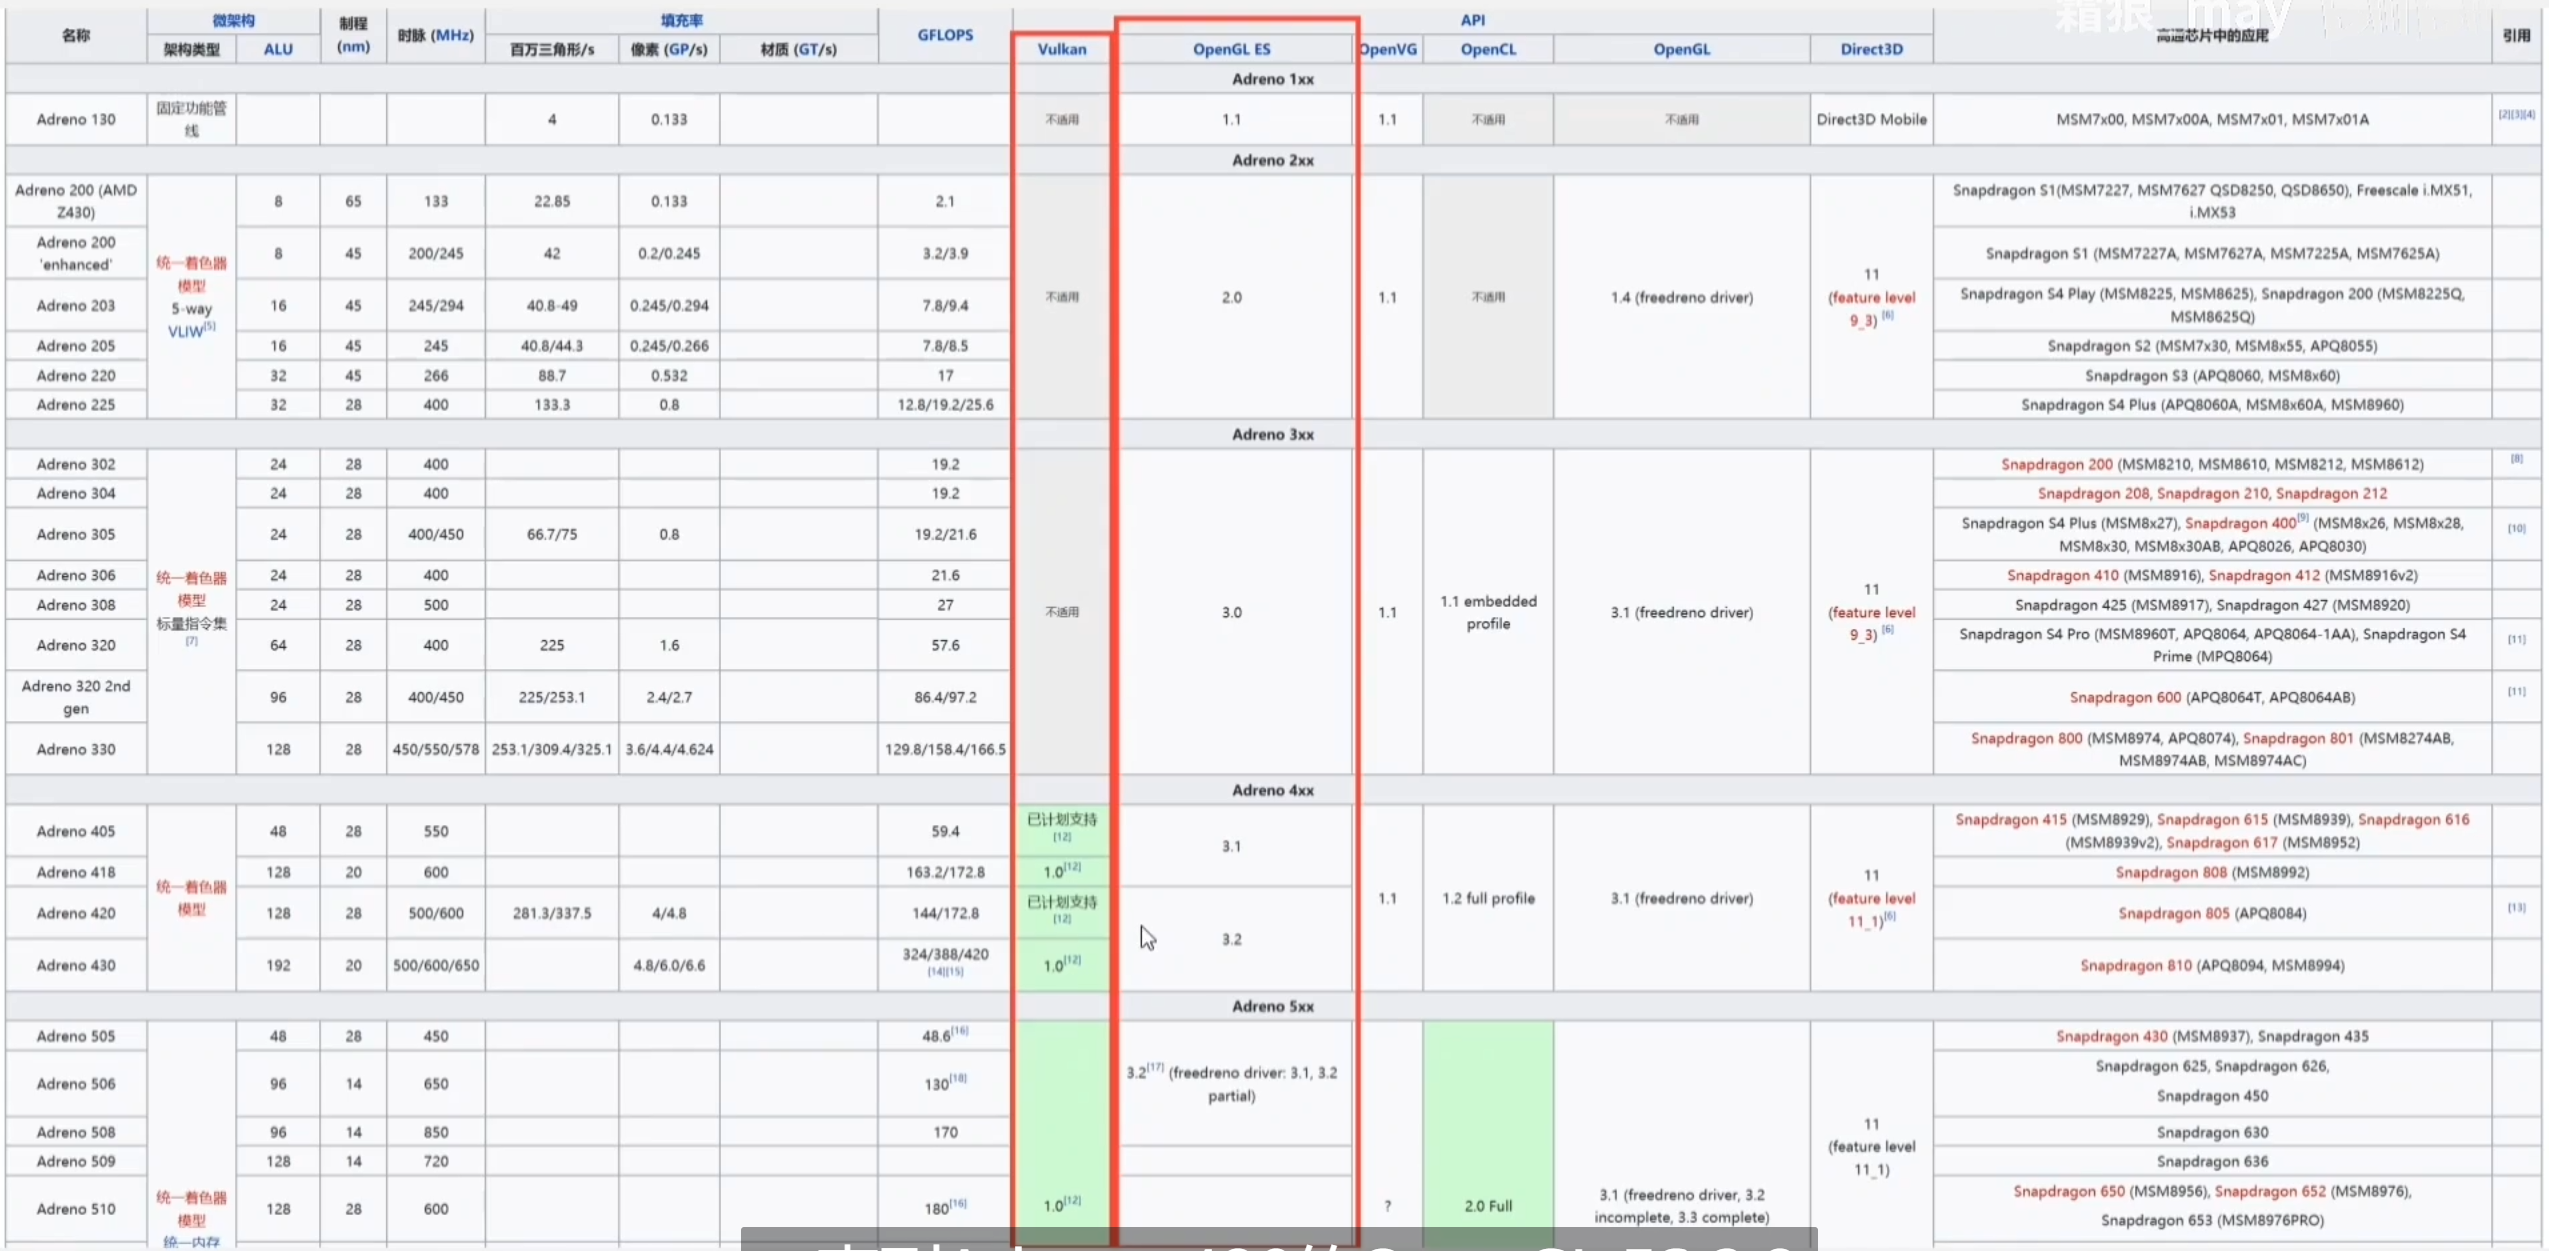 名称 微架构 制程 (nm) 时脉 (MHz) 填充率 GFLOPS API 高通芯片中的应用 引用
架构类型 ALU 百万三角形/s 像素 (GP/s) 材质 (GT/s) Vulkan OpenGL ES OpenVG OpenCL OpenGL Direct3D
Adreno 1xx
Adreno 130 固定功能管线 4 0.133 不适用 1.1 1.1 不适用 不适用 Direct3D Mobile MSM7x00, MSM7x00A, MSM7x01, MSM7x01A [2][3][4]
Adreno 2xx
Adreno 200 (AMD Z430) 统一着色器模型 5-way VLIW[5] 8 65 133 22.85 0.133 2.1 不适用 2.0 1.1 不适用 1.4 (freedreno driver) 11 (feature level 9_3) [6] Snapdragon S1(MSM7227, MSM7627 QSD8250, QSD8650), Freescale i.MX51, i.MX53
Adreno 200 'enhanced' 8 45 200/245 42 0.2/0.245 3.2/3.9 Snapdragon S1 (MSM7227A, MSM7627A, MSM7225A, MSM7625A)
Adreno 203 16 45 245/294 40.8-49 0.245/0.294 7.8/9.4 Snapdragon S4 Play (MSM8225, MSM8625), Snapdragon 200 (MSM8225Q, MSM8625Q)
Adreno 205 16 45 245 40.8/44.3 0.245/0.266 7.8/8.5 Snapdragon S2 (MSM7x30, MSM8x55, APQ8055)
Adreno 220 32 45 266 88.7 0.532 17 Snapdragon S3 (APQ8060, MSM8x60)
Adreno 225 32 28 400 133.3 0.8 12.8/19.2/25.6 Snapdragon S4 Plus (APQ8060A, MSM8x60A, MSM8960)
Adreno 3xx
Adreno 302 统一着色器模型 标量指令集 [7] 24 28 400 19.2 不适用 3.0 1.1 1.1 embedded profile 3.1 (freedreno driver) 11 (feature level 9_3) [6] Snapdragon 200 (MSM8210, MSM8610, MSM8212, MSM8612) [8]
Adreno 304 24 28 400 19.2 Snapdragon 208, Snapdragon 210, Snapdragon 212
Adreno 305 24 28 400/450 66.7/75 0.8 19.2/21.6 Snapdragon S4 Plus (MSM8x27), Snapdragon 400[9] (MSM8x26, MSM8x28, MSM8x30, MSM8x30AB, APQ8026, APQ8030) [10]
Adreno 306 24 28 400 21.6 Snapdragon 410 (MSM8916), Snapdragon 412 (MSM8916v2)
Adreno 308 24 28 500 27 Snapdragon 425 (MSM8917), Snapdragon 427 (MSM8920)
Adreno 320 64 28 400 225 1.6 57.6 Snapdragon S4 Pro (MSM8960T, APQ8064, APQ8064-1AA), Snapdragon S4 Prime (MPQ8064) [11]
Adreno 320 2nd gen 96 28 400/450 225/253.1 2.4/2.7 86.4/97.2 Snapdragon 600 (APQ8064T, APQ8064AB) [11]
Adreno 330 128 28 450/550/578 253.1/309.4/325.1 3.6/4.4/4.624 129.8/158.4/166.5 Snapdragon 800 (MSM8974, APQ8074), Snapdragon 801 (MSM8274AB, MSM8974AB, MSM8974AC)
Adreno 4xx
Adreno 405 统一着色器模型 48 28 550 59.4 已计划支持 [12] 3.1 1.1 1.2 full profile 3.1 (freedreno driver) 11 (feature level 11_1)[6] Snapdragon 415 (MSM8929), Snapdragon 615 (MSM8939), Snapdragon 616 (MSM8939v2), Snapdragon 617 (MSM8952)
Adreno 418 128 20 600 163.2/172.8 1.0[12] Snapdragon 808 (MSM8992)
Adreno 420 128 28 500/600 281.3/337.5 4/4.8 144/172.8 已计划支持 [12] 3.2 Snapdragon 805 (APQ8084) [13]
Adreno 430 192 20 500/600/650 4.8/6.0/6.6 324/388/420 [14][15] 1.0[12] Snapdragon 810 (APQ8094, MSM8994)
Adreno 5xx
Adreno 505 统一着色器模型 统一内存 48 28 450 48.6[16] 1.0[12] 3.2[17] (freedreno driver: 3.1, 3.2 partial) ? 2.0 Full 3.1 (freedreno driver, 3.2 incomplete, 3.3 complete) 11 (feature level 11_1) Snapdragon 430 (MSM8937), Snapdragon 435
Adreno 506 96 14 650 130[18] Snapdragon 625, Snapdragon 626, Snapdragon 450
Adreno 508 96 14 850 170 Snapdragon 630
Adreno 509 128 14 720 Snapdragon 636
Adreno 510 128 28 600 180[16] Snapdragon 650 (MSM8956), Snapdragon 652 (MSM8976), Snapdragon 653 (MSM8976PRO)
霜狼_may